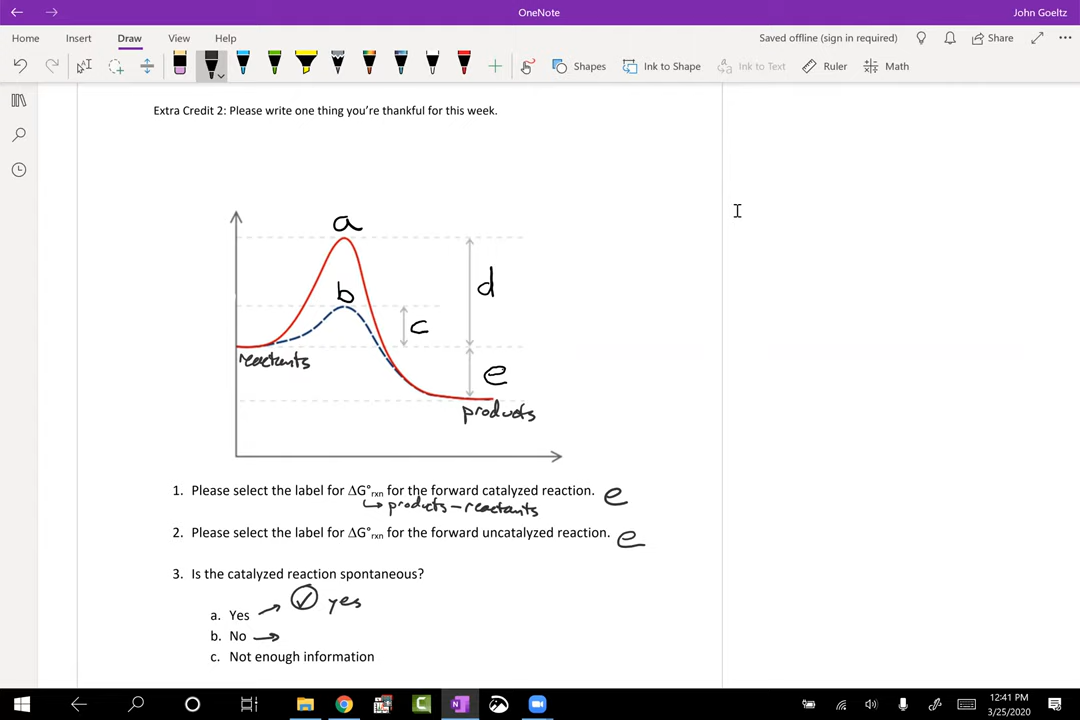 OneNote
John Goeltz
Home Insert Draw View Help
Saved offline (sign in required)
Share
Shapes
Ink to Shape
Ink to Text
Ruler
Math
Extra Credit 2: Please write one thing you're thankful for this week.
a
b
d
c
reactants
e
products
1. Please select the label for ΔG°rxn for the forward catalyzed reaction. e
↳ products – reactants
2. Please select the label for ΔG°rxn for the forward uncatalyzed reaction. e
3. Is the catalyzed reaction spontaneous?
a. Yes → ✓ yes
b. No →
c. Not enough information
12:41 PM
3/25/2020